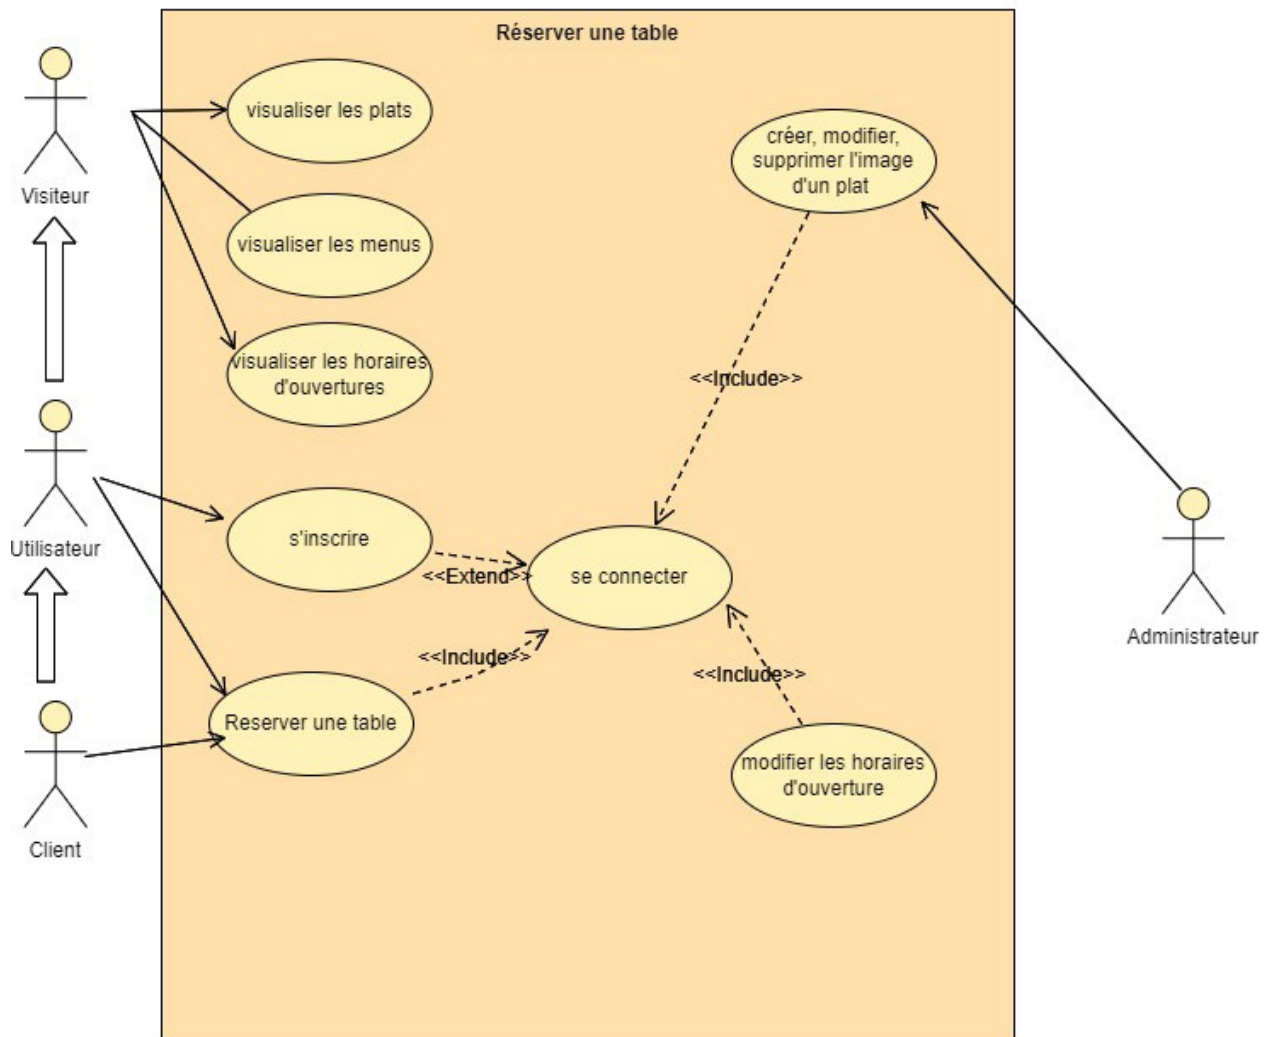 Réserver une table
visualiser les plats
créer, modifier,
supprimer l'image
d'un plat
Visiteur
visualiser les menus
visualiser les horaires
d'ouvertures
<<Include>>
Utilisateur
s'inscrire
<<Extend>>
se connecter
Administrateur
<<Include>>
<<Include>>
Reserver une table
modifier les horaires
d'ouverture
Client